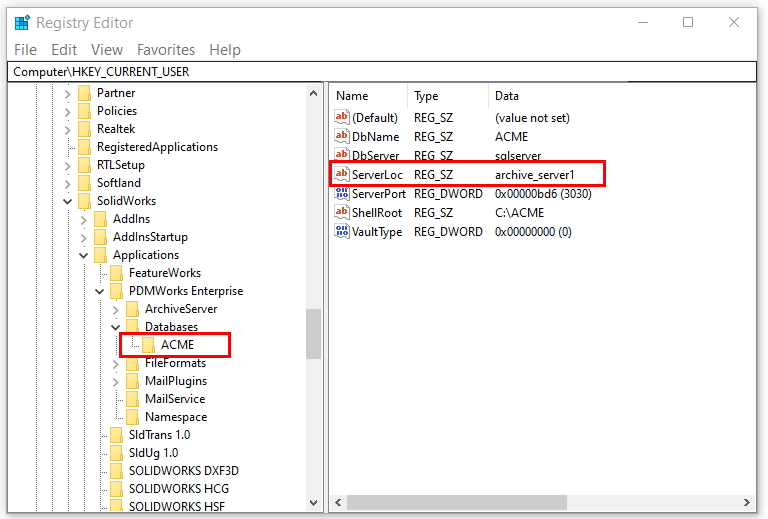 Registry Editor
File Edit View Favorites Help
Computer\HKEY_CURRENT_USER
Partner
Policies
Realtek
RegisteredApplications
RTLSetup
Softland
SolidWorks
AddIns
AddInsStartup
Applications
FeatureWorks
PDMWorks Enterprise
ArchiveServer
Databases
ACME
FileFormats
MailPlugins
MailService
Namespace
SldTrans 1.0
SldUg 1.0
SOLIDWORKS DXF3D
SOLIDWORKS HCG
SOLIDWORKS HSF
Name Type Data
(Default) REG_SZ (value not set)
DbName REG_SZ ACME
DbServer REG_SZ sqlserver
ServerLoc REG_SZ archive_server1
ServerPort REG_DWORD 0x00000bd6 (3030)
ShellRoot REG_SZ C:\ACME
VaultType REG_DWORD 0x00000000 (0)